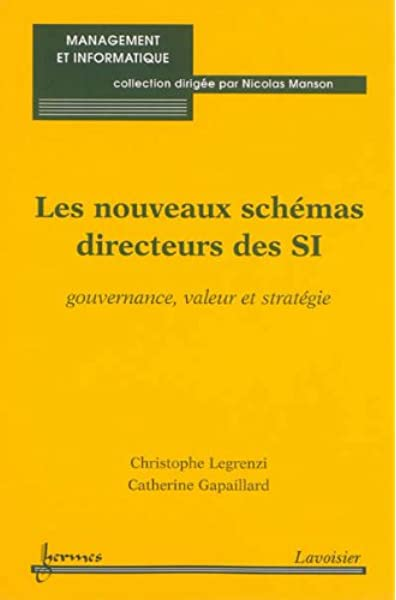 MANAGEMENT
ET INFORMATIQUE
collection dirigée par Nicolas Manson
Les nouveaux schémas
directeurs des SI
gouvernance, valeur et stratégie
Christophe Legrenzi
Catherine Gapaillard
hermes
Lavoisier